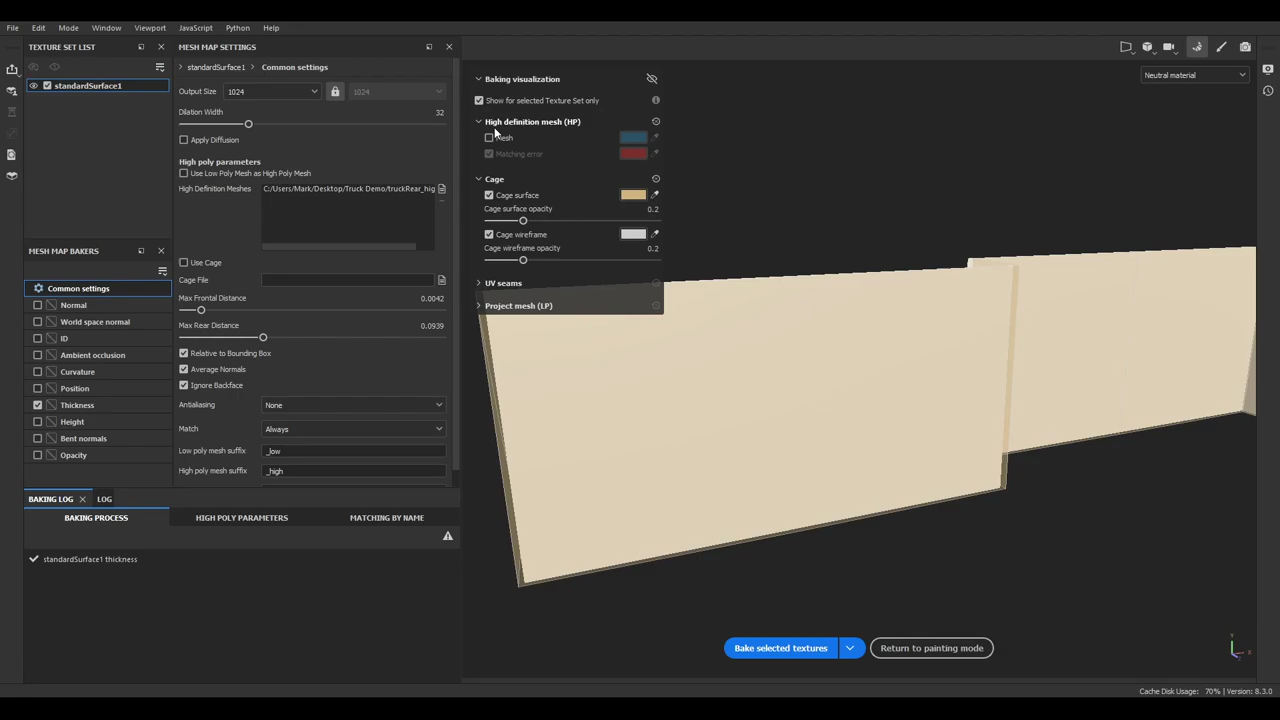 File Edit Mode Window Viewport JavaScript Python Help
TEXTURE SET LIST
standardSurface1
MESH MAP SETTINGS
standardSurface1 Common settings
Output Size 1024 1024
Dilation Width 32
Apply Diffusion
High poly parameters
Use Low Poly Mesh as High Poly Mesh
High Definition Meshes C:/Users/Mark/Desktop/Truck Demo/truckRear_hig
Use Cage
Cage File
Max Frontal Distance 0.0042
Max Rear Distance 0.0939
Relative to Bounding Box
Average Normals
Ignore Backface
Antialiasing None
Match Always
Low poly mesh suffix _low
High poly mesh suffix _high
MESH MAP BAKERS
Common settings
Normal
World space normal
ID
Ambient occlusion
Curvature
Position
Thickness
Height
Bent normals
Opacity
BAKING LOG LOG
BAKING PROCESS HIGH POLY PARAMETERS MATCHING BY NAME
standardSurface1 thickness
Baking visualization
Show for selected Texture Set only
High definition mesh (HP)
Mesh
Matching error
Cage
Cage surface
Cage surface opacity 0.2
Cage wireframe
Cage wireframe opacity 0.2
UV seams
Project mesh (LP)
Neutral material
Bake selected textures Return to painting mode
Cache Disk Usage: 70% | Version: 8.3.0